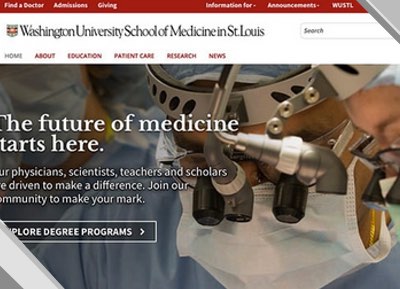 Find a Doctor Admissions Giving Information for Announcements WUSTL
Washington University School of Medicine in St. Louis Search
HOME ABOUT EDUCATION PATIENT CARE RESEARCH NEWS
The future of medicine
starts here.
ur physicians, scientists, teachers and scholars
re driven to make a difference. Join our
ommunity to make your mark.
XPLORE DEGREE PROGRAMS >